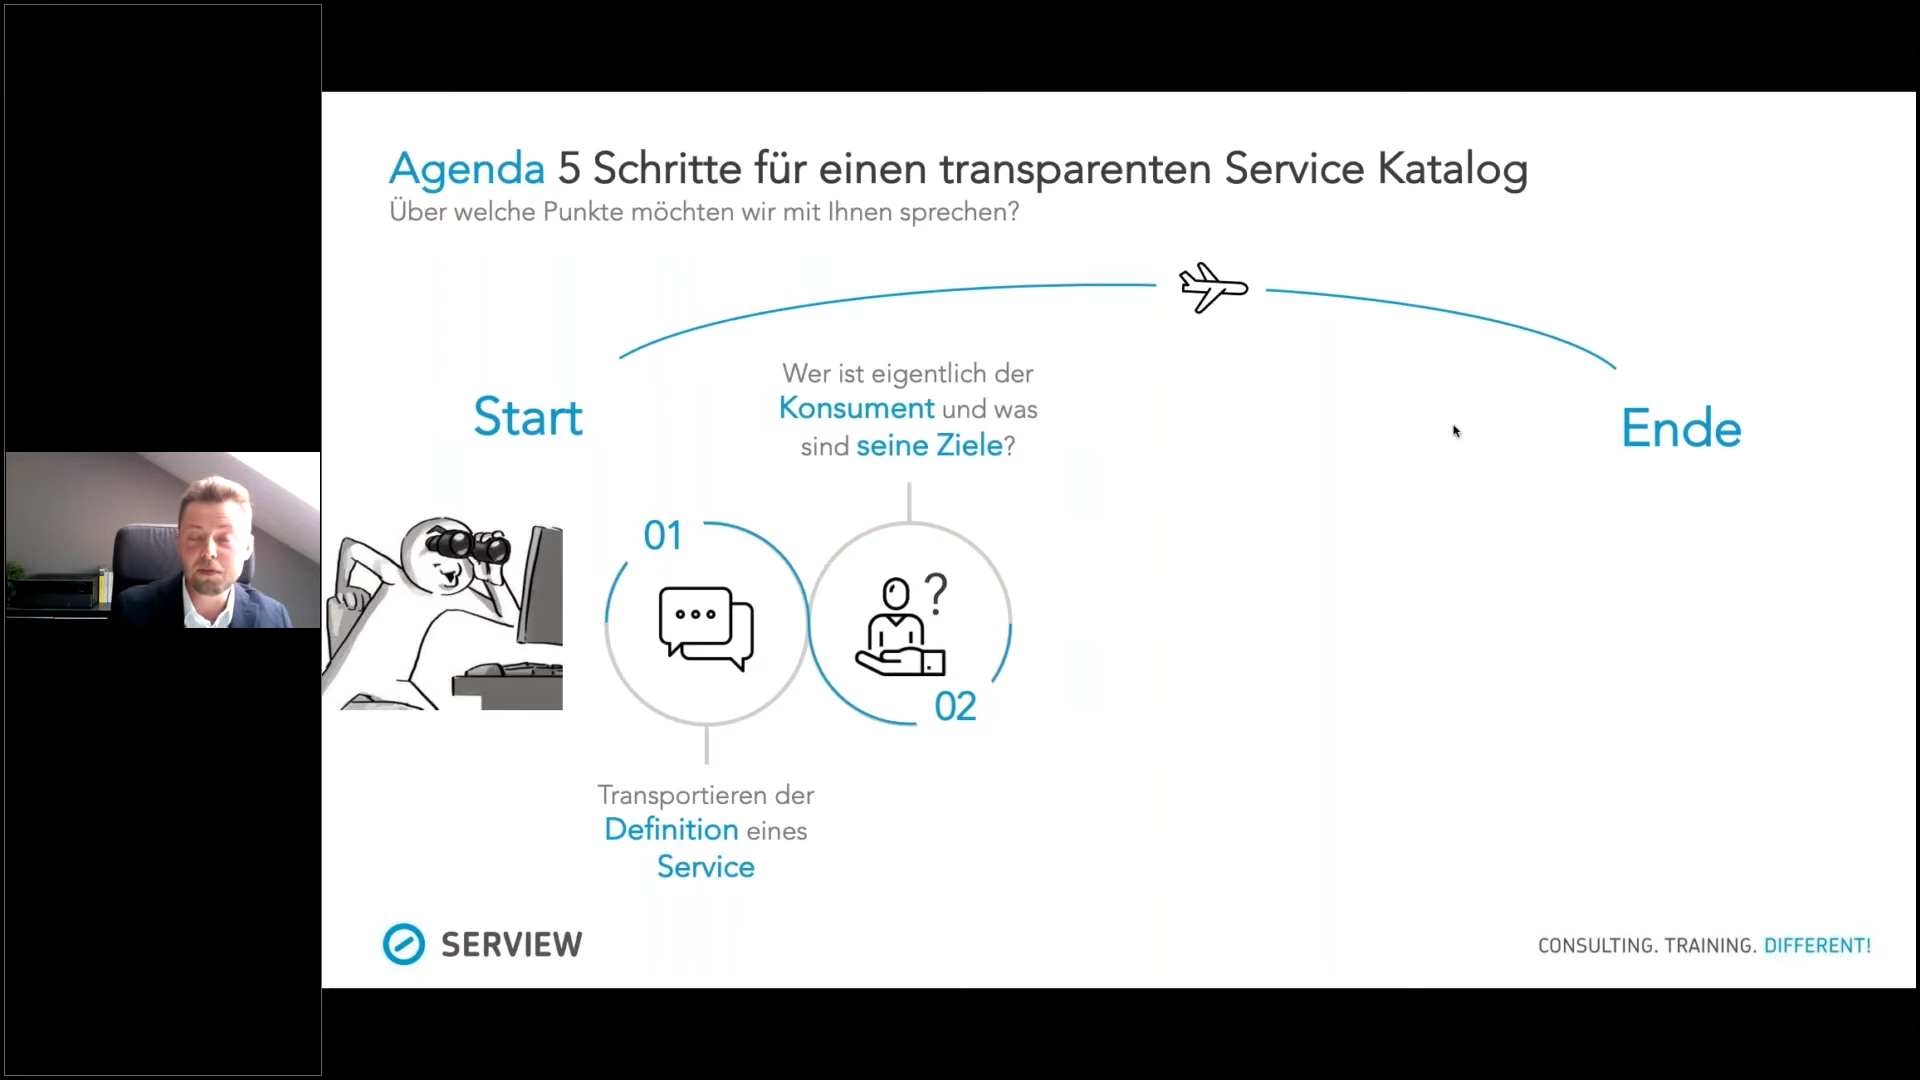 Agenda 5 Schritte für einen transparenten Service Katalog
Über welche Punkte möchten wir mit Ihnen sprechen?
Start
Wer ist eigentlich der
Konsument und was
sind seine Ziele?
Ende
01
?
02
Transportieren der
Definition eines
Service
SERVIEW
CONSULTING. TRAINING. DIFFERENT!